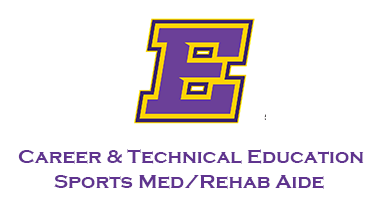 E
Career & Technical Education
Sports Med/Rehab Aide